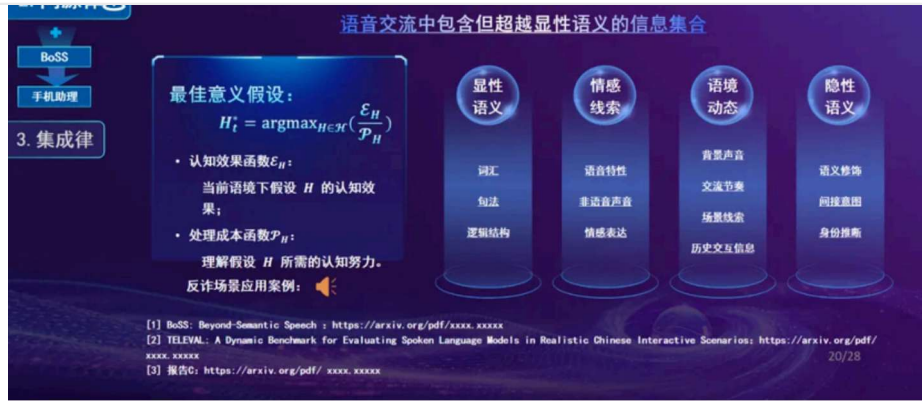 语音交流中包含但超越显性语义的信息集合
BoSS
手机助理
3. 集成律
最佳意义假设:
H*t = argmaxH∈ℋ(ℰH/𝒫H)
• 认知效果函数ℰH:
当前语境下假设 H 的认知效
果;
• 处理成本函数𝒫H:
理解假设 H 所需的认知努力。
反诈场景应用案例:
显性
语义
词汇
句法
逻辑结构
情感
线索
语音特性
非语音声音
情感表达
语境
动态
背景声音
交流节奏
场景线索
历史交互信息
隐性
语义
语义修饰
间接意图
身份推断
[1] BoSS: Beyond-Semantic Speech : https://arxiv.org/pdf/xxxx.xxxxx
[2] TELEVAL: A Dynamic Benchmark for Evaluating Spoken Language Models in Realistic Chinese Interactive Scenarios: https://arxiv.org/pdf/
xxxx.xxxxx
[3] 报告C: https://arxiv.org/pdf/ xxxx.xxxxx
20/28